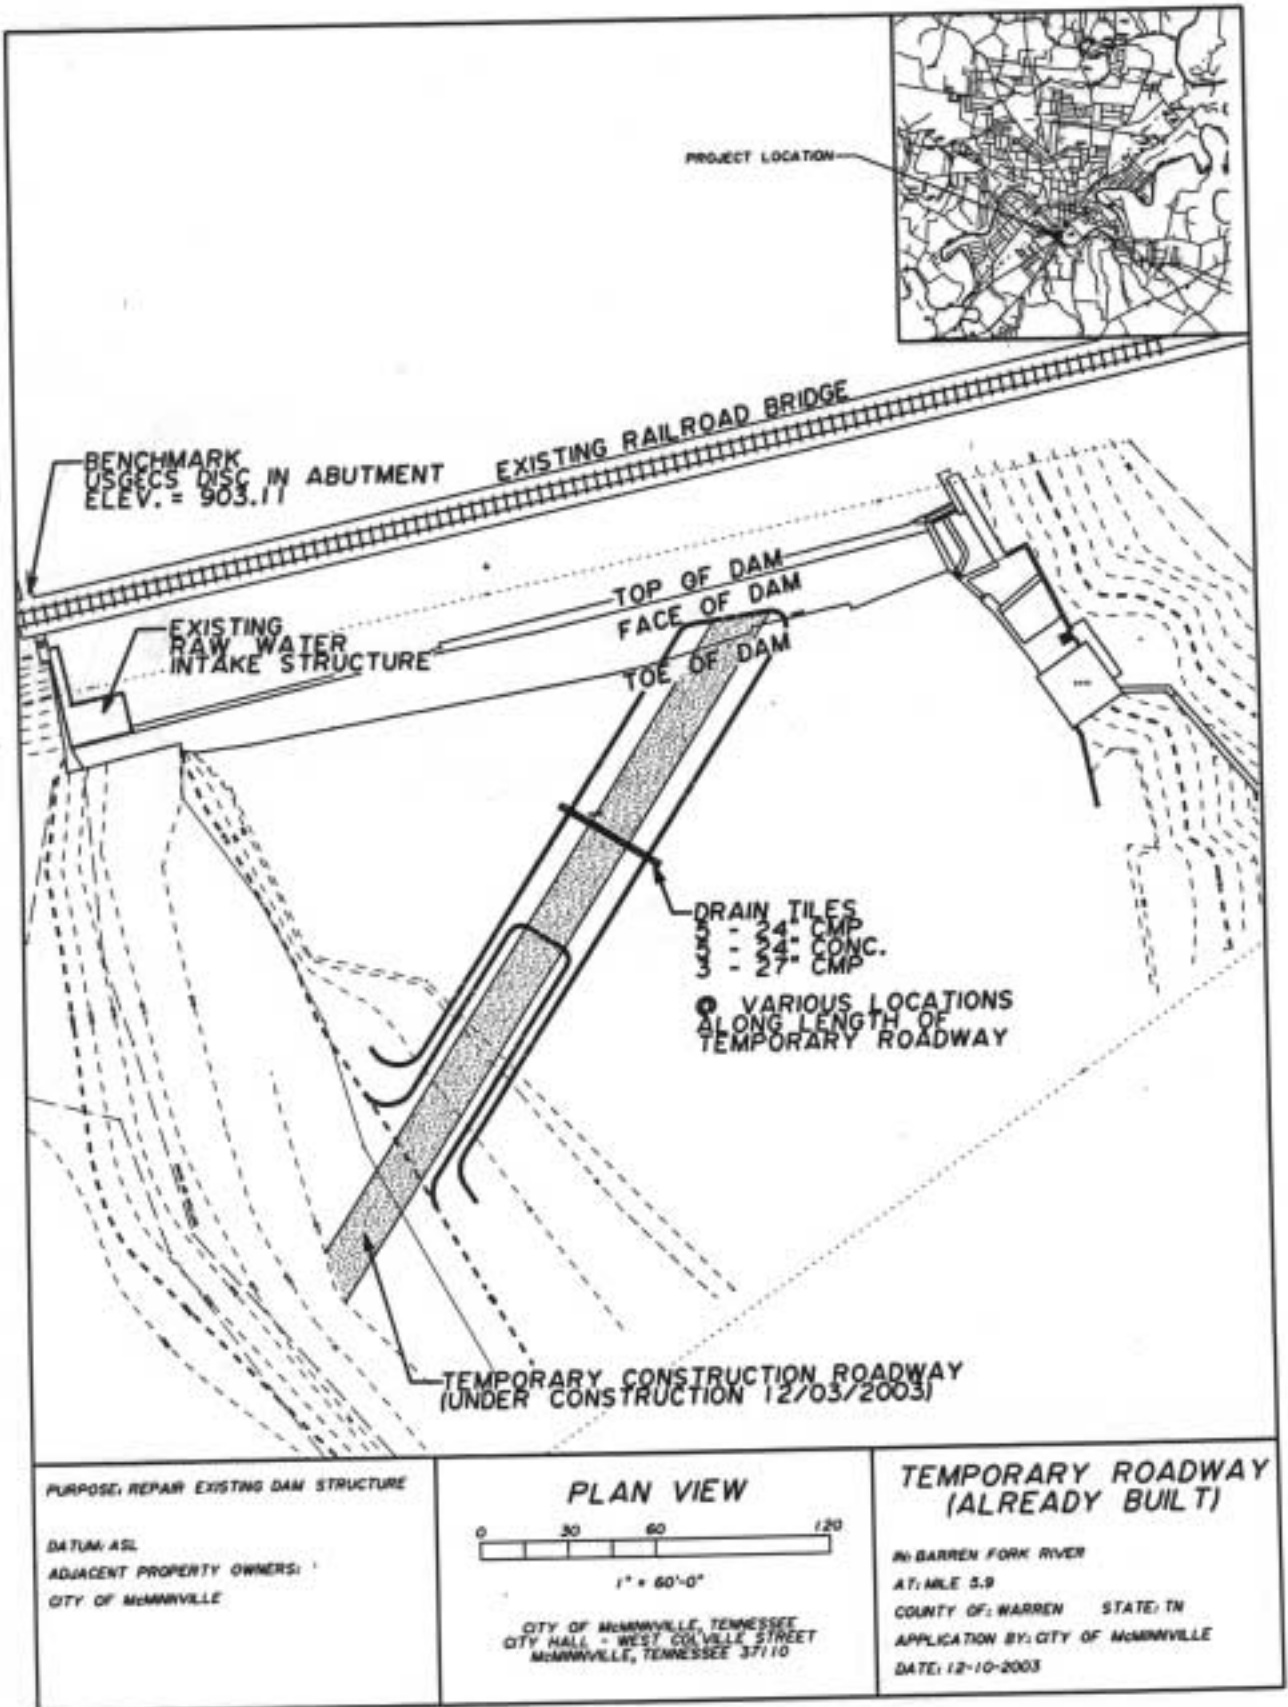 PROJECT LOCATION
EXISTING RAILROAD BRIDGE
BENCHMARK
USGECS DISC IN ABUTMENT
ELEV. = 903.11
TOP OF DAM
FACE OF DAM
TOE OF DAM
EXISTING
RAW WATER
INTAKE STRUCTURE
DRAIN TILES
- 24" CMP
- 24" CONC.
3 - 27" CMP
@ VARIOUS LOCATIONS
ALONG LENGTH OF
TEMPORARY ROADWAY
TEMPORARY CONSTRUCTION ROADWAY
(UNDER CONSTRUCTION 12/03/2003)
PURPOSE: REPAIR EXISTING DAM STRUCTURE
DATUM: ASL
ADJACENT PROPERTY OWNERS:
CITY OF McMINNVILLE
PLAN VIEW
0 30 60 120
1" = 60'-0"
CITY OF McMINNVILLE, TENNESSEE
CITY HALL - WEST COLVILLE STREET
McMINNVILLE, TENNESSEE 37110
TEMPORARY ROADWAY
(ALREADY BUILT)
IN: BARREN FORK RIVER
AT: MILE 5.9
COUNTY OF: WARREN STATE: TN
APPLICATION BY: CITY OF McMINNVILLE
DATE: 12-10-2003